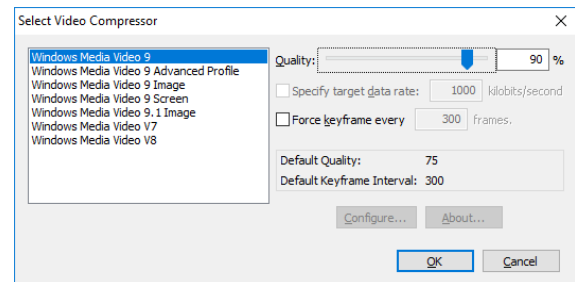 Select Video Compressor
Windows Media Video 9
Windows Media Video 9 Advanced Profile
Windows Media Video 9 Image
Windows Media Video 9 Screen
Windows Media Video 9.1 Image
Windows Media Video V7
Windows Media Video V8
Quality: 90 %
Specify target data rate: 1000 kilobits/second
Force keyframe every 300 frames.
Default Quality: 75
Default Keyframe Interval: 300
Configure... About...
OK Cancel